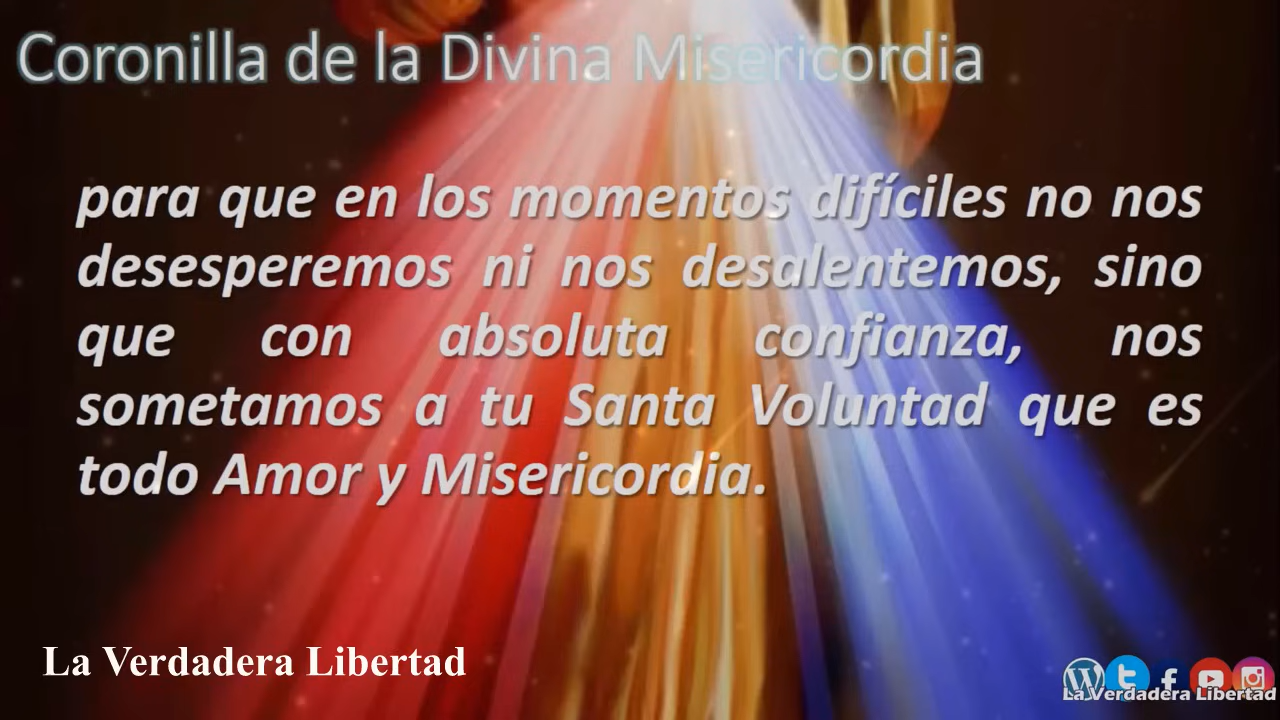 Coronilla de la Divina Misericordia
para que en los momentos difíciles no nos
desesperemos ni nos desalentemos, sino
que con absoluta confianza, nos
sometamos a tu Santa Voluntad que es
todo Amor y Misericordia.
La Verdadera Libertad
La Verdadera Libertad